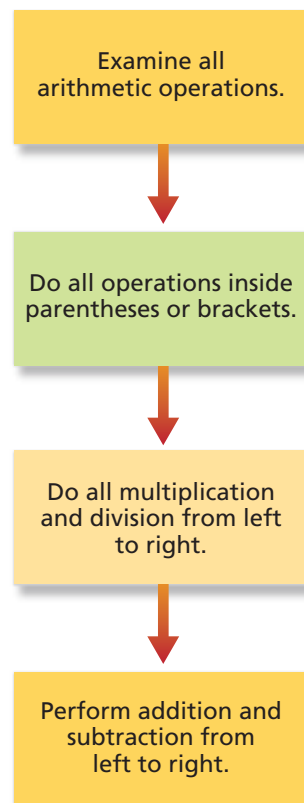 Examine all
arithmetic operations.
Do all operations inside
parentheses or brackets.
Do all multiplication
and division from left
to right.
Perform addition and
subtraction from
left to right.